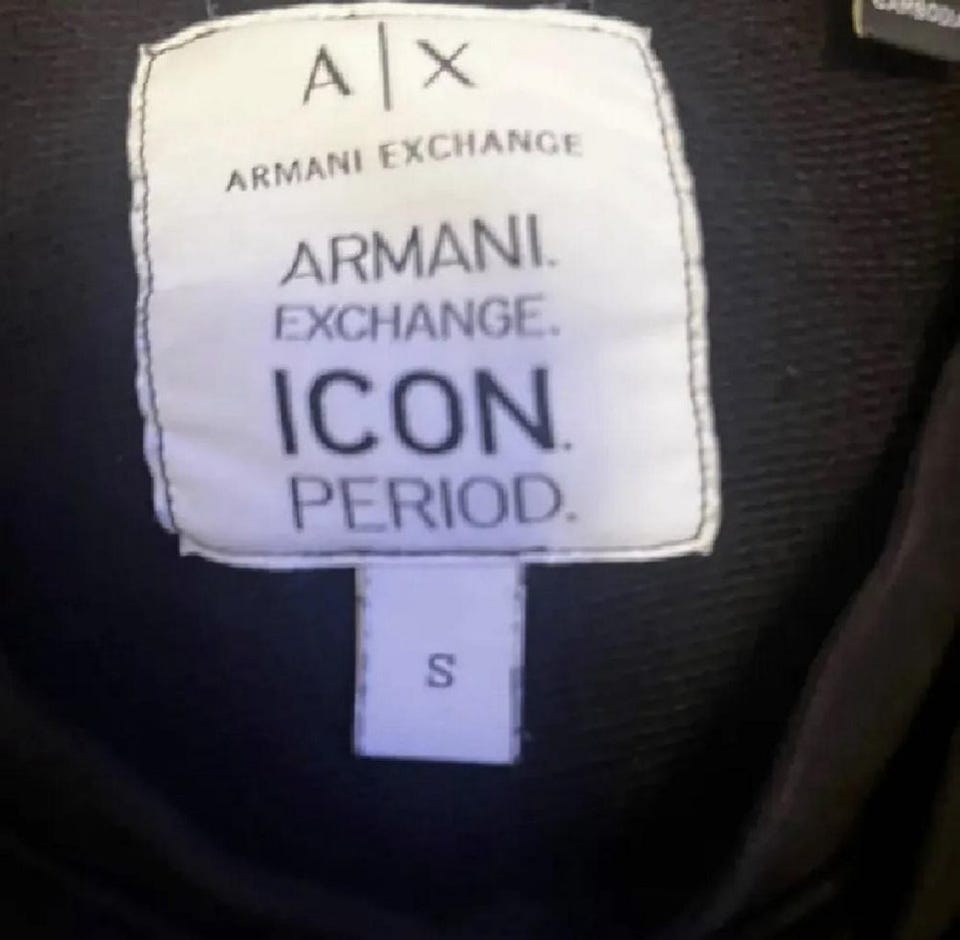 A|X
ARMANI EXCHANGE
ARMANI.
EXCHANGE.
ICON.
PERIOD.
S